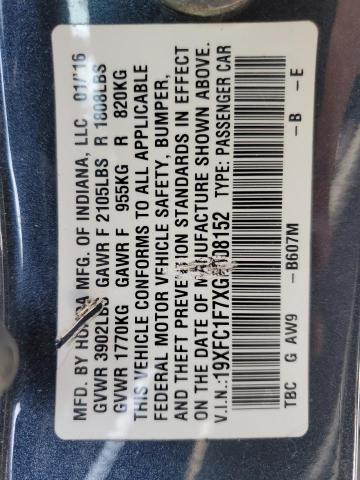 MFD. BY HONDA MFG. OF INDIANA, LLC 01/16
GVWR 3902LBS GAWR F 2105LBS R 1808LBS
GVWR 1770KG GAWR F 955KG R 820KG
THIS VEHICLE CONFORMS TO ALL APPLICABLE
FEDERAL MOTOR VEHICLE SAFETY, BUMPER,
AND THEFT PREVENTION STANDARDS IN EFFECT
ON THE DATE OF MANUFACTURE SHOWN ABOVE.
V.I.N.: TYPE: PASSENGER CAR
TBC G AW9 -B607M -B -E